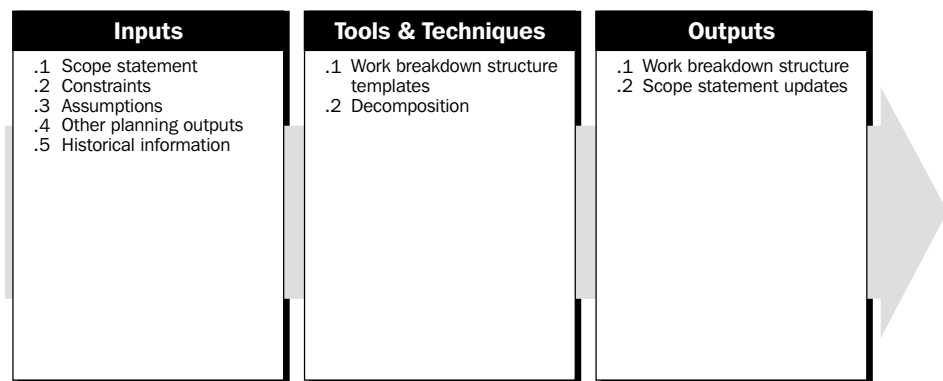 Inputs
.1 Scope statement
.2 Constraints
.3 Assumptions
.4 Other planning outputs
.5 Historical information
Tools & Techniques
.1 Work breakdown structure
templates
.2 Decomposition
Outputs
.1 Work breakdown structure
.2 Scope statement updates